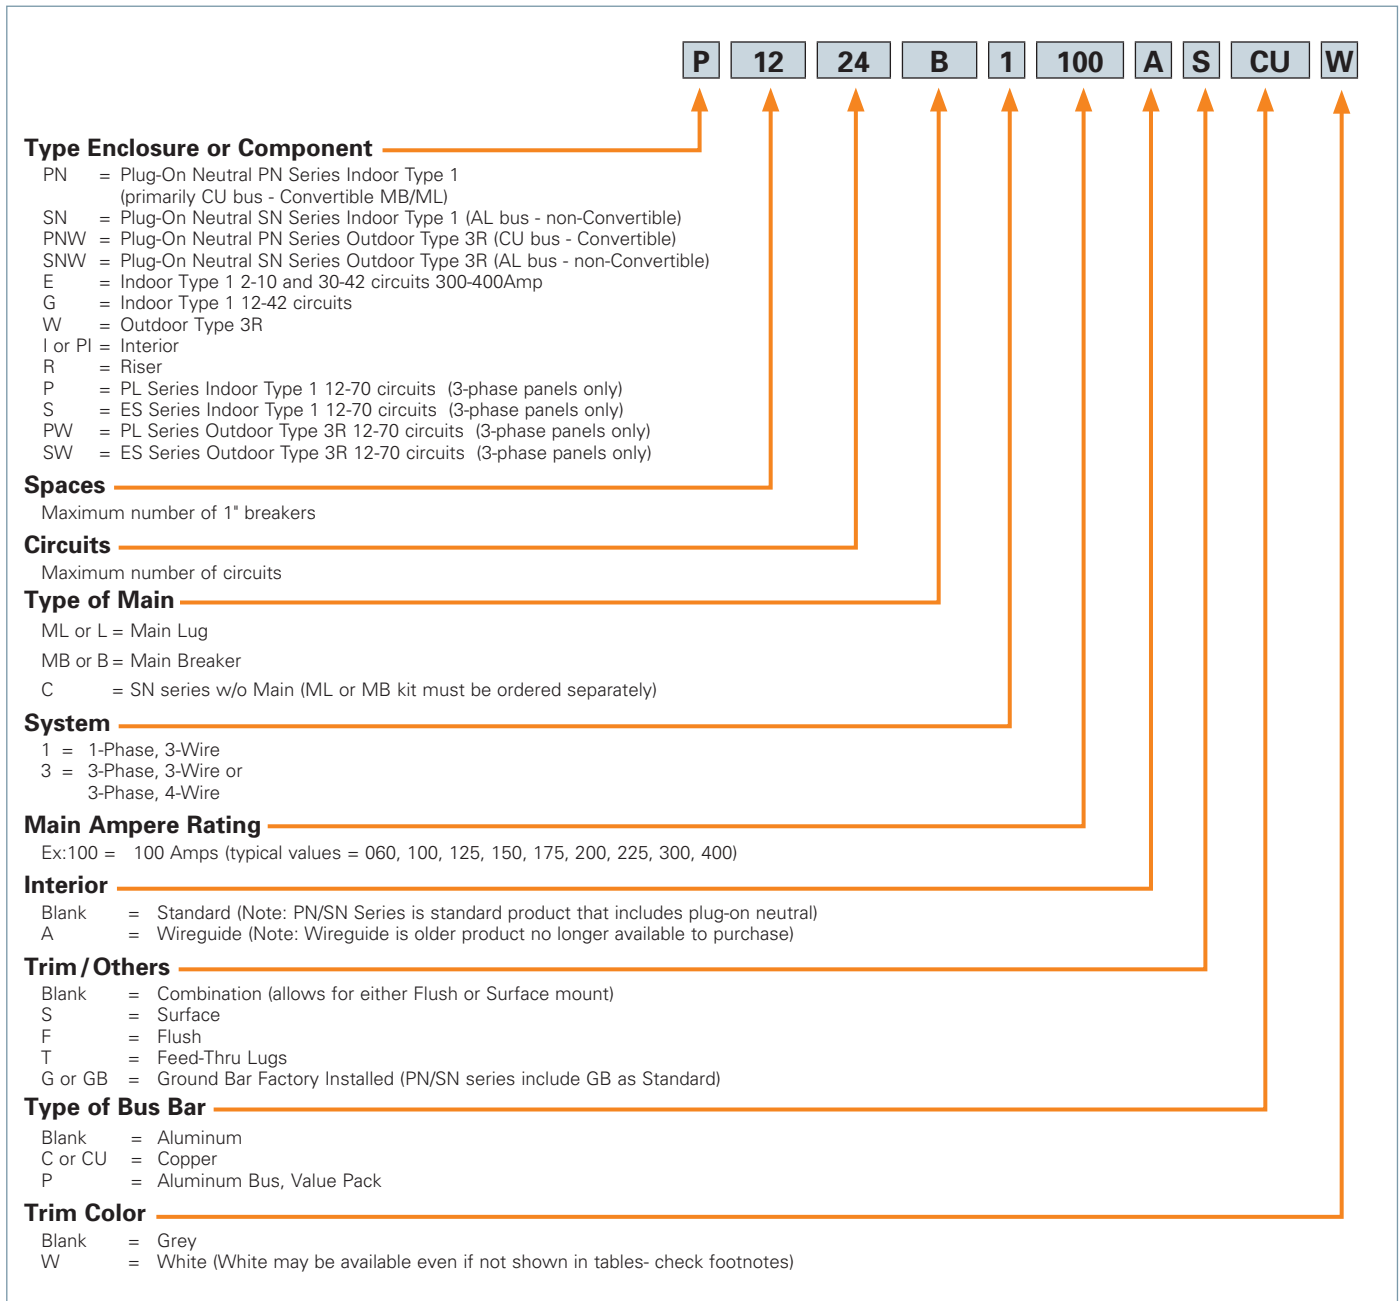 P 12 24 B 1 100 A S CU W
Type Enclosure or Component
PN = Plug-On Neutral PN Series Indoor Type 1
(primarily CU bus - Convertible MB/ML)
SN = Plug-On Neutral SN Series Indoor Type 1 (AL bus - non-Convertible)
PNW = Plug-On Neutral PN Series Outdoor Type 3R (CU bus - Convertible)
SNW = Plug-On Neutral SN Series Outdoor Type 3R (AL bus - non-Convertible)
E = Indoor Type 1 2-10 and 30-42 circuits 300-400Amp
G = Indoor Type 1 12-42 circuits
W = Outdoor Type 3R
I or PI = Interior
R = Riser
P = PL Series Indoor Type 1 12-70 circuits (3-phase panels only)
S = ES Series Indoor Type 1 12-70 circuits (3-phase panels only)
PW = PL Series Outdoor Type 3R 12-70 circuits (3-phase panels only)
SW = ES Series Outdoor Type 3R 12-70 circuits (3-phase panels only)
Spaces
Maximum number of 1" breakers
Circuits
Maximum number of circuits
Type of Main
ML or L = Main Lug
MB or B = Main Breaker
C = SN series w/o Main (ML or MB kit must be ordered separately)
System
1 = 1-Phase, 3-Wire
3 = 3-Phase, 3-Wire or
3-Phase, 4-Wire
Main Ampere Rating
Ex:100 = 100 Amps (typical values = 060, 100, 125, 150, 175, 200, 225, 300, 400)
Interior
Blank = Standard (Note: PN/SN Series is standard product that includes plug-on neutral)
A = Wireguide (Note: Wireguide is older product no longer available to purchase)
Trim/Others
Blank = Combination (allows for either Flush or Surface mount)
S = Surface
F = Flush
T = Feed-Thru Lugs
G or GB = Ground Bar Factory Installed (PN/SN series include GB as Standard)
Type of Bus Bar
Blank = Aluminum
C or CU = Copper
P = Aluminum Bus, Value Pack
Trim Color
Blank = Grey
W = White (White may be available even if not shown in tables- check footnotes)